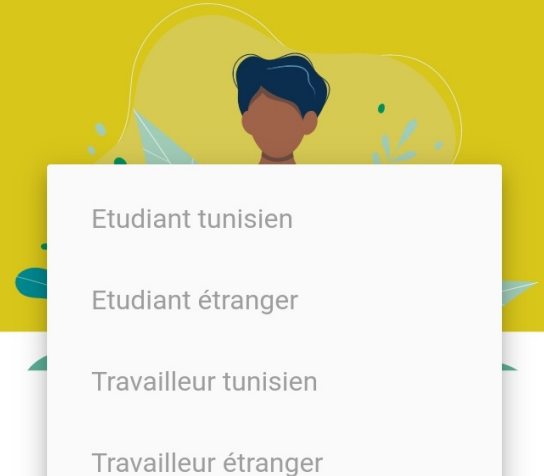 Etudiant tunisien
Etudiant étranger
Travailleur tunisien
Travailleur étranger